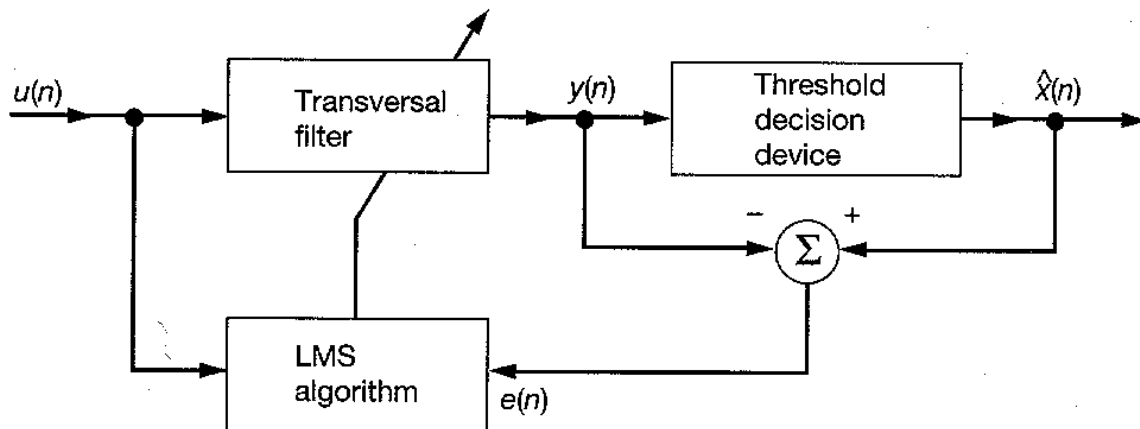 u(n)
Transversal
filter
y(n)
Threshold
decision
device
x̂(n)
− +
Σ
LMS
algorithm
e(n)